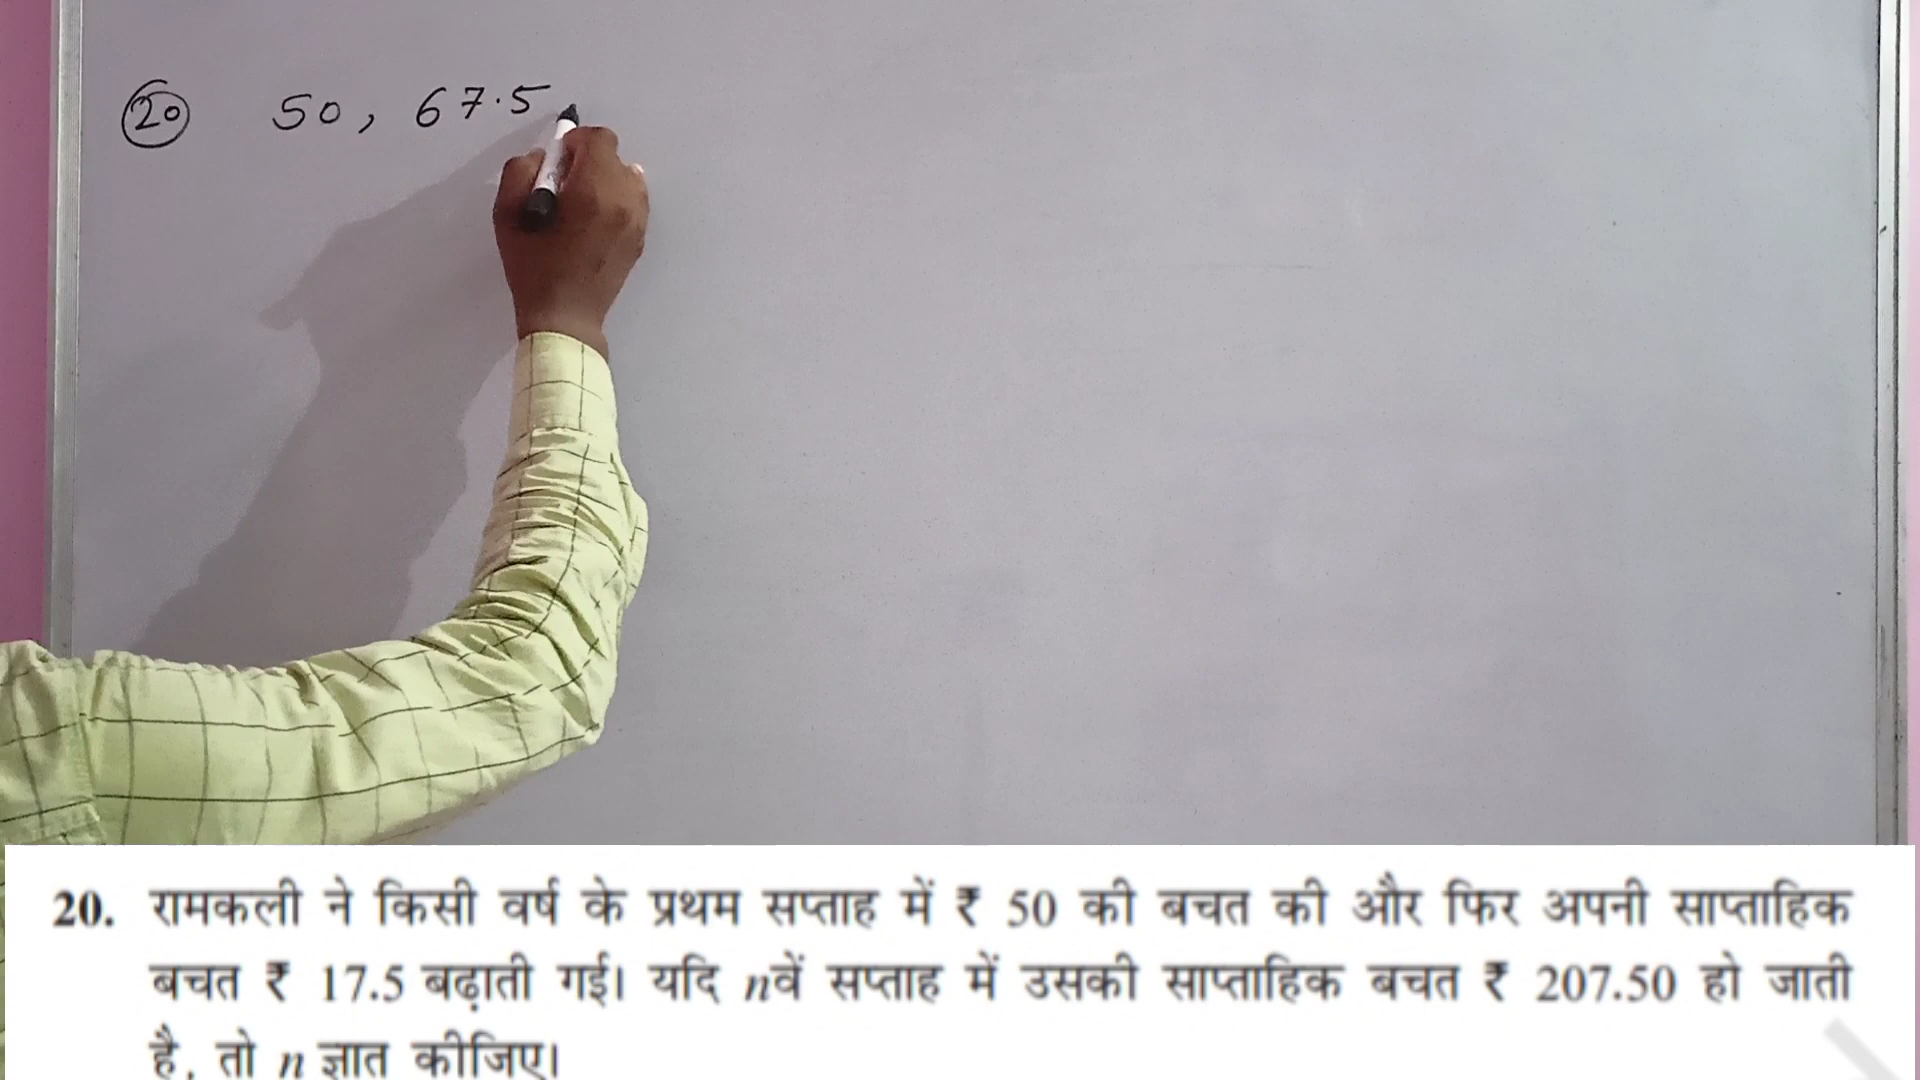 20 50, 67.5
20. रामकली ने किसी वर्ष के प्रथम सप्ताह में ₹ 50 की बचत की और फिर अपनी साप्ताहिक
बचत ₹ 17.5 बढ़ाती गई। यदि nवें सप्ताह में उसकी साप्ताहिक बचत ₹ 207.50 हो जाती
है, तो n ज्ञात कीजिए।